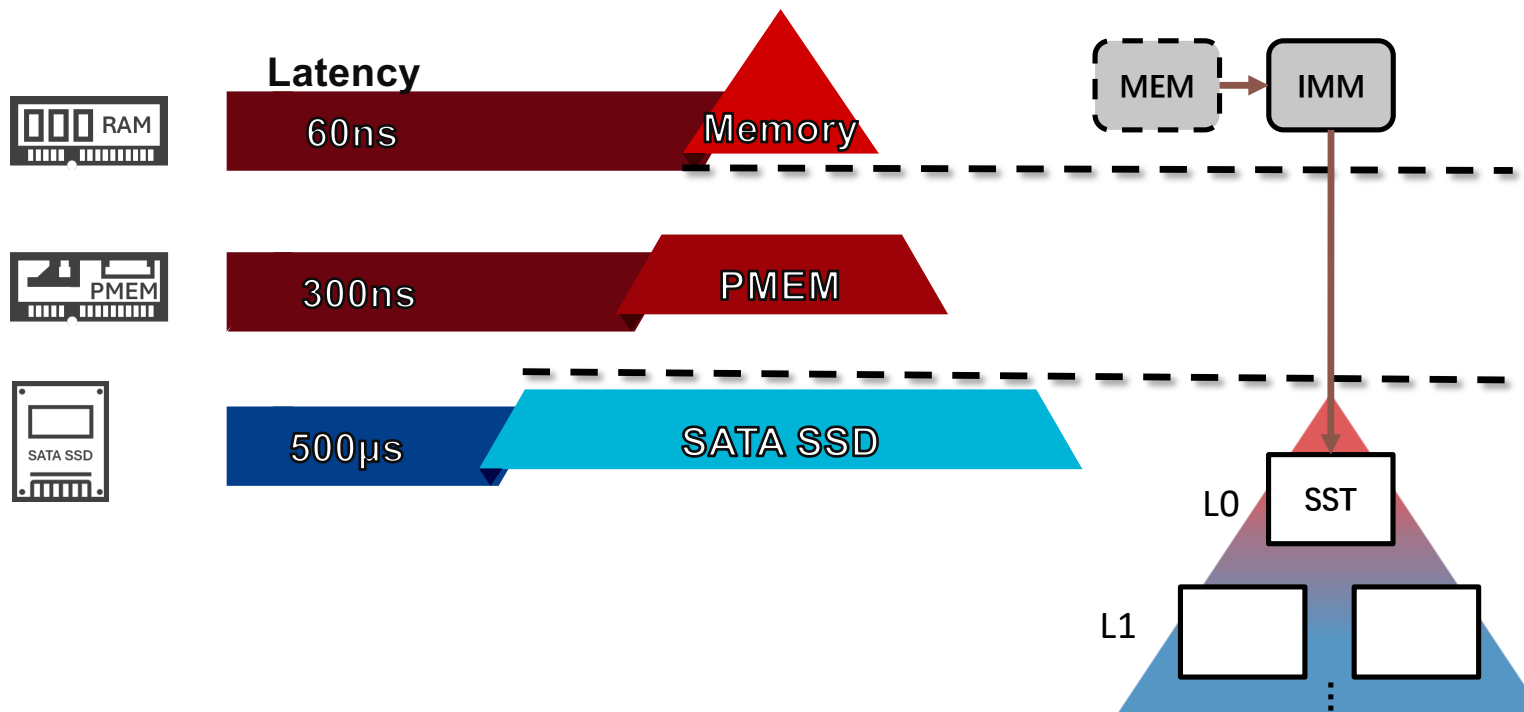 Latency
RAM
60ns
Memory
MEM
IMM
PMEM
300ns
PMEM
SATA SSD
500µs
SATA SSD
L0
SST
L1